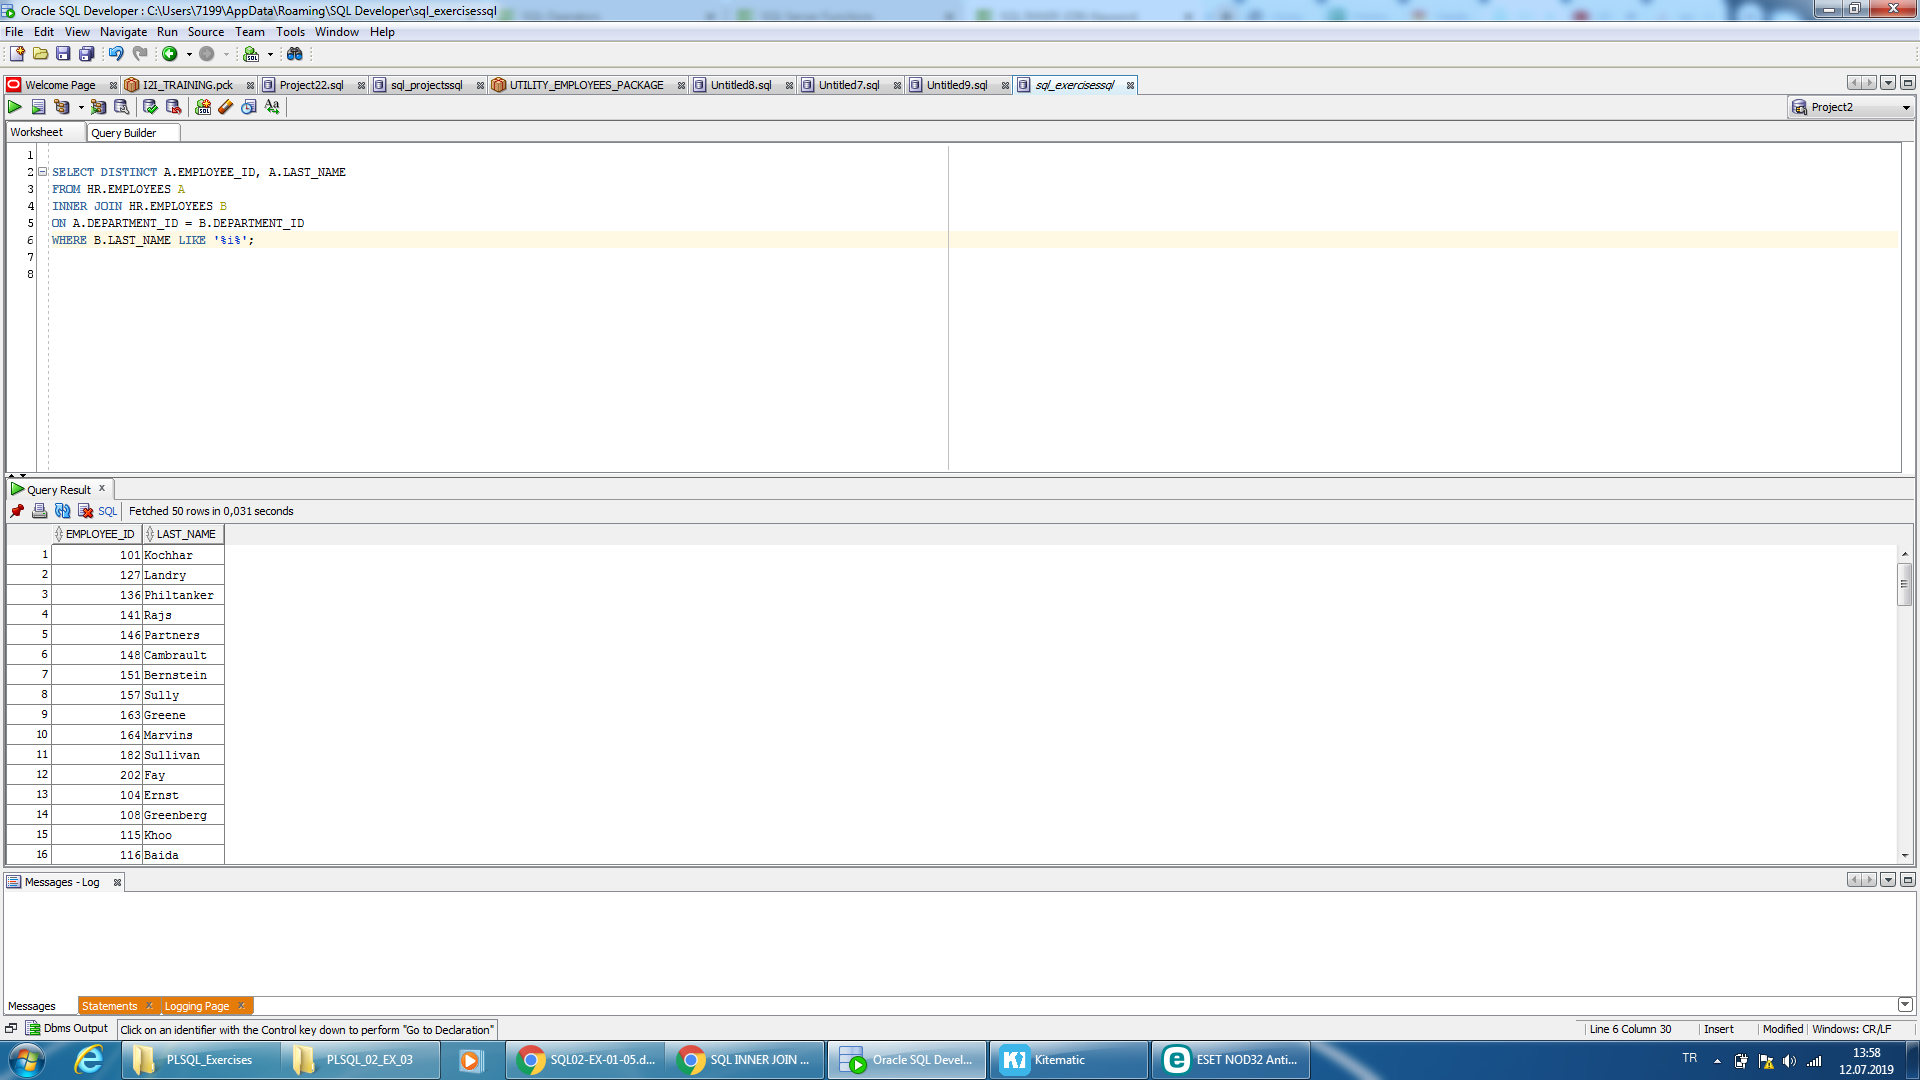 Oracle SQL Developer : C:\Users\7199\AppData\Roaming\SQL Developer\sql_exercisessql
File Edit View Navigate Run Source Team Tools Window Help
Welcome Page I2I_TRAINING.pck Project22.sql sql_projectssql UTILITY_EMPLOYEES_PACKAGE Untitled8.sql Untitled7.sql Untitled9.sql sql_exercisessql
Aa Project2
Worksheet Query Builder
1
2 SELECT DISTINCT A.EMPLOYEE_ID, A.LAST_NAME
3 FROM HR.EMPLOYEES A
4 INNER JOIN HR.EMPLOYEES B
5 ON A.DEPARTMENT_ID = B.DEPARTMENT_ID
6 WHERE B.LAST_NAME LIKE '%i%';
7
8
Query Result
SQL Fetched 50 rows in 0,031 seconds
EMPLOYEE_ID LAST_NAME
1 101 Kochhar
2 127 Landry
3 136 Philtanker
4 141 Rajs
5 146 Partners
6 148 Cambrault
7 151 Bernstein
8 157 Sully
9 163 Greene
10 164 Marvins
11 182 Sullivan
12 202 Fay
13 104 Ernst
14 108 Greenberg
15 115 Khoo
16 116 Baida
Messages - Log
Messages Statements Logging Page
Dbms Output Click on an identifier with the Control key down to perform "Go to Declaration" Line 6 Column 30 Insert Modified Windows: CR/LF
PLSQL_Exercises PLSQL_02_EX_03 SQL02-EX-01-05.d... SQL INNER JOIN ... Oracle SQL Devel... Kitematic ESET NOD32 Anti... TR 13:58
12.07.2019